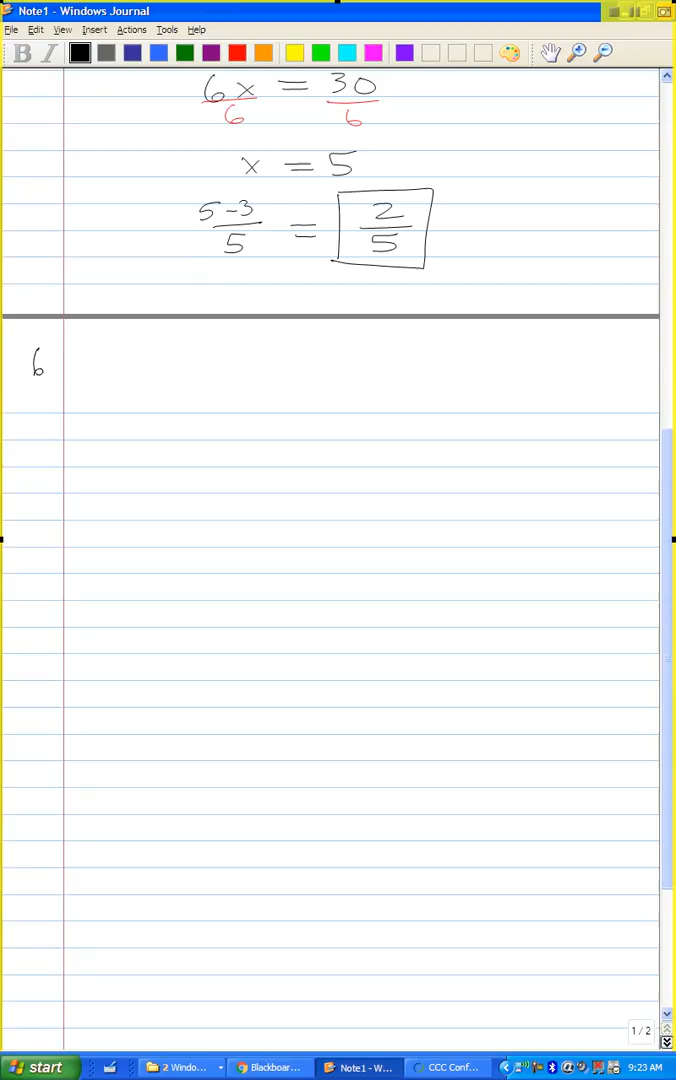 Note1 - Windows Journal
File Edit View Insert Actions Tools Help
B I
6x = 30
6 6
x = 5
5-3 = 2
5 5
6
1 / 2
start 2 Windo... Blackboar... Note1 - W... CCC Conf... 9:23 AM